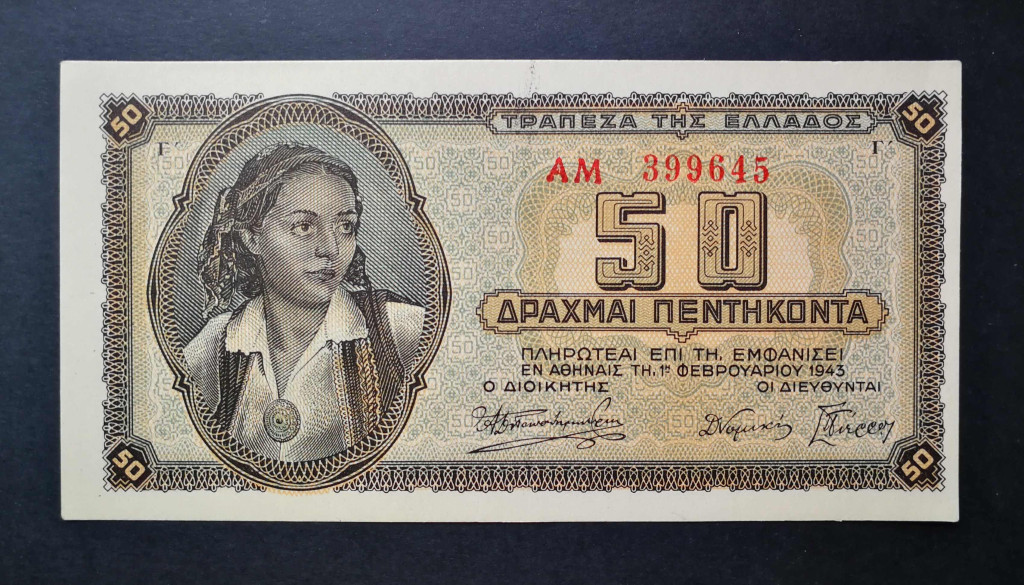 50 50
ΤΡΑΠΕΖΑ ΤΗΣ ΕΛΛΑΔΟΣ
Γ΄ Γ΄
ΑΜ 399645
50
ΔΡΑΧΜΑΙ ΠΕΝΤΗΚΟΝΤΑ
ΠΛΗΡΩΤΕΑΙ ΕΠΙ ΤΗ, ΕΜΦΑΝΙΣΕΙ
ΕΝ ΑΘΗΝΑΙΣ ΤΗ, 1ῃ ΦΕΒΡΟΥΑΡΙΟΥ 1943
Ο ΔΙΟΙΚΗΤΗΣ ΟΙ ΔΙΕΥΘΥΝΤΑΙ
50 50